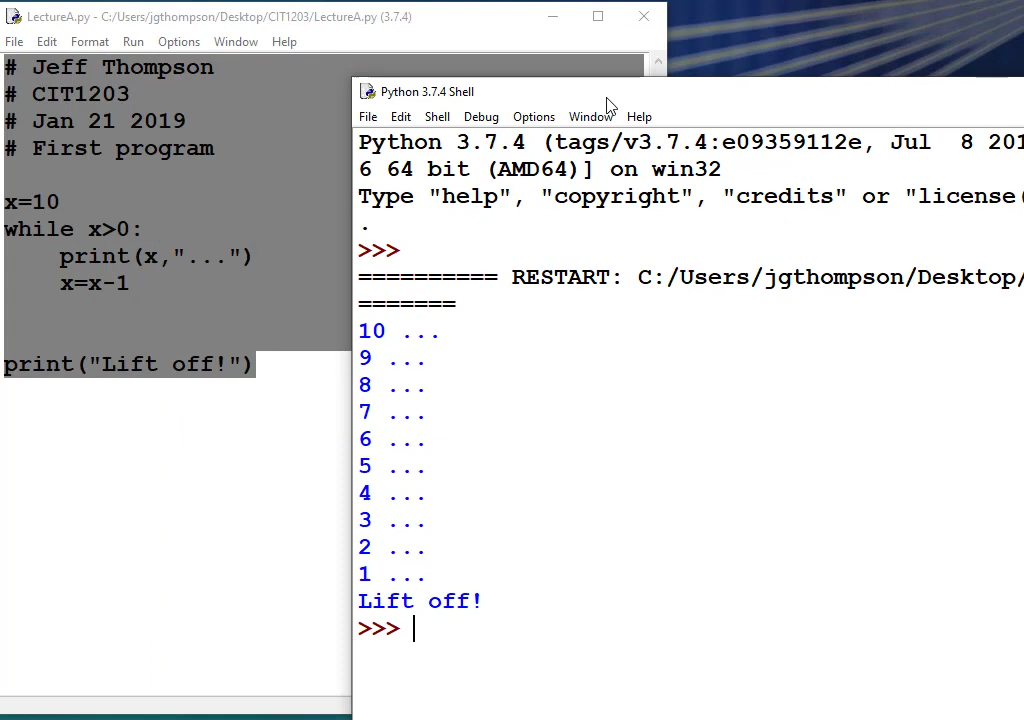 LectureA.py - C:/Users/jgthompson/Desktop/CIT1203/LectureA.py (3.7.4)
File Edit Format Run Options Window Help
# Jeff Thompson
# CIT1203
# Jan 21 2019
# First program
x=10
while x>0:
    print(x,"...")
    x=x-1
print("Lift off!")
Python 3.7.4 Shell
File Edit Shell Debug Options Window Help
Python 3.7.4 (tags/v3.7.4:e09359112e, Jul  8 201
6 64 bit (AMD64)] on win32
Type "help", "copyright", "credits" or "license(
.
>>>
========== RESTART: C:/Users/jgthompson/Desktop/
=======
10 ...
9 ...
8 ...
7 ...
6 ...
5 ...
4 ...
3 ...
2 ...
1 ...
Lift off!
>>>